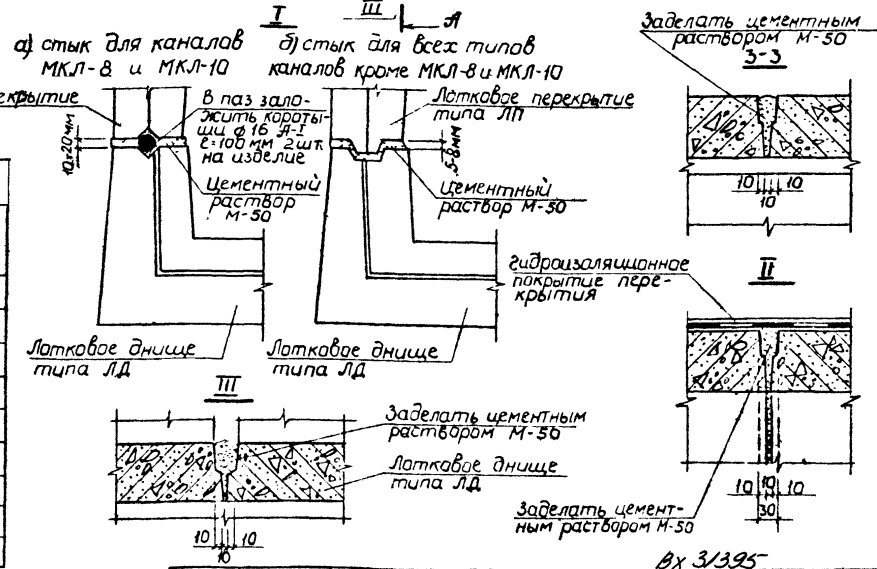 I
III
А
а) стык для каналов
МКЛ-8 и МКЛ-10
б) стык для всех типов
каналов кроме МКЛ-8 и МКЛ-10
екрытие
В паз зало-
жить короты-
ши ф 16 А-I
ℓ=100 мм 2шт.
на изделие
10÷20мм
Цементный
раствор
М-50
Лотковое перекрытие
типа ЛП
5-8мм
Цементный
раствор М-50
Лотковое днище
типа ЛД
Лотковое днище
типа ЛД
III
Заделать цементным
раствором М-50
Лотковое днище
типа ЛД
10
10
10
Заделать цементным
раствором М-50
3-3
10
10
10
II
гидроизоляционное
покрытие пере-
крытия
10 10 10
30
Заделать цемент-
ным раствором М-50
Вх 3/395